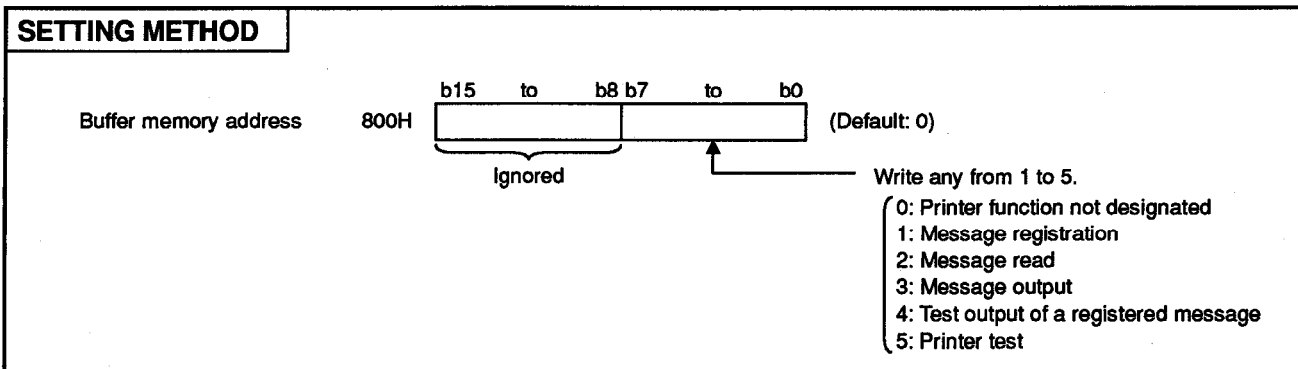 SETTING METHOD
b15 to b8 b7 to b0
Buffer memory address 800H (Default: 0)
Ignored
Write any from 1 to 5.
0: Printer function not designated
1: Message registration
2: Message read
3: Message output
4: Test output of a registered message
5: Printer test